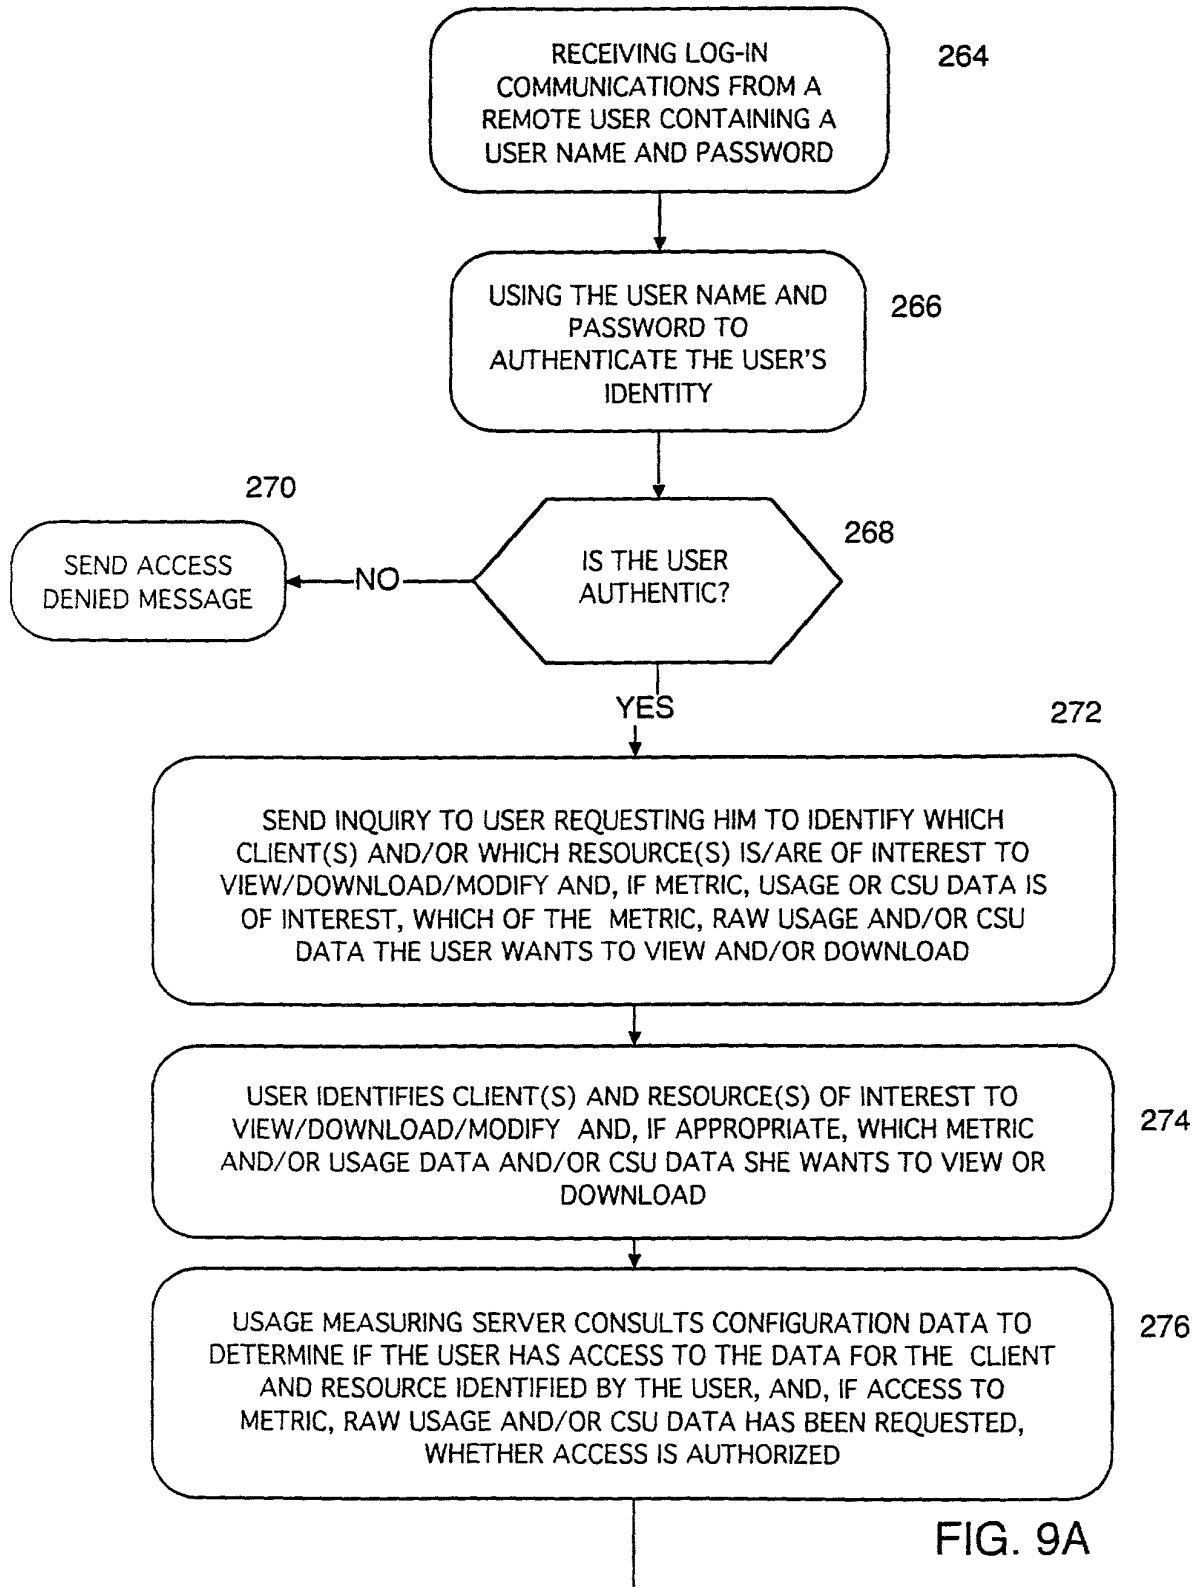 RECEIVING LOG-IN
COMMUNICATIONS FROM A
REMOTE USER CONTAINING A
USER NAME AND PASSWORD
264
USING THE USER NAME AND
PASSWORD TO
AUTHENTICATE THE USER'S
IDENTITY
266
270
SEND ACCESS
DENIED MESSAGE
NO
IS THE USER
AUTHENTIC?
268
YES
272
SEND INQUIRY TO USER REQUESTING HIM TO IDENTIFY WHICH
CLIENT(S) AND/OR WHICH RESOURCE(S) IS/ARE OF INTEREST TO
VIEW/DOWNLOAD/MODIFY AND, IF METRIC, USAGE OR CSU DATA IS
OF INTEREST, WHICH OF THE METRIC, RAW USAGE AND/OR CSU
DATA THE USER WANTS TO VIEW AND/OR DOWNLOAD
USER IDENTIFIES CLIENT(S) AND RESOURCE(S) OF INTEREST TO
VIEW/DOWNLOAD/MODIFY AND, IF APPROPRIATE, WHICH METRIC
AND/OR USAGE DATA AND/OR CSU DATA SHE WANTS TO VIEW OR
DOWNLOAD
274
USAGE MEASURING SERVER CONSULTS CONFIGURATION DATA TO
DETERMINE IF THE USER HAS ACCESS TO THE DATA FOR THE CLIENT
AND RESOURCE IDENTIFIED BY THE USER, AND, IF ACCESS TO
METRIC, RAW USAGE AND/OR CSU DATA HAS BEEN REQUESTED,
WHETHER ACCESS IS AUTHORIZED
276
FIG. 9A